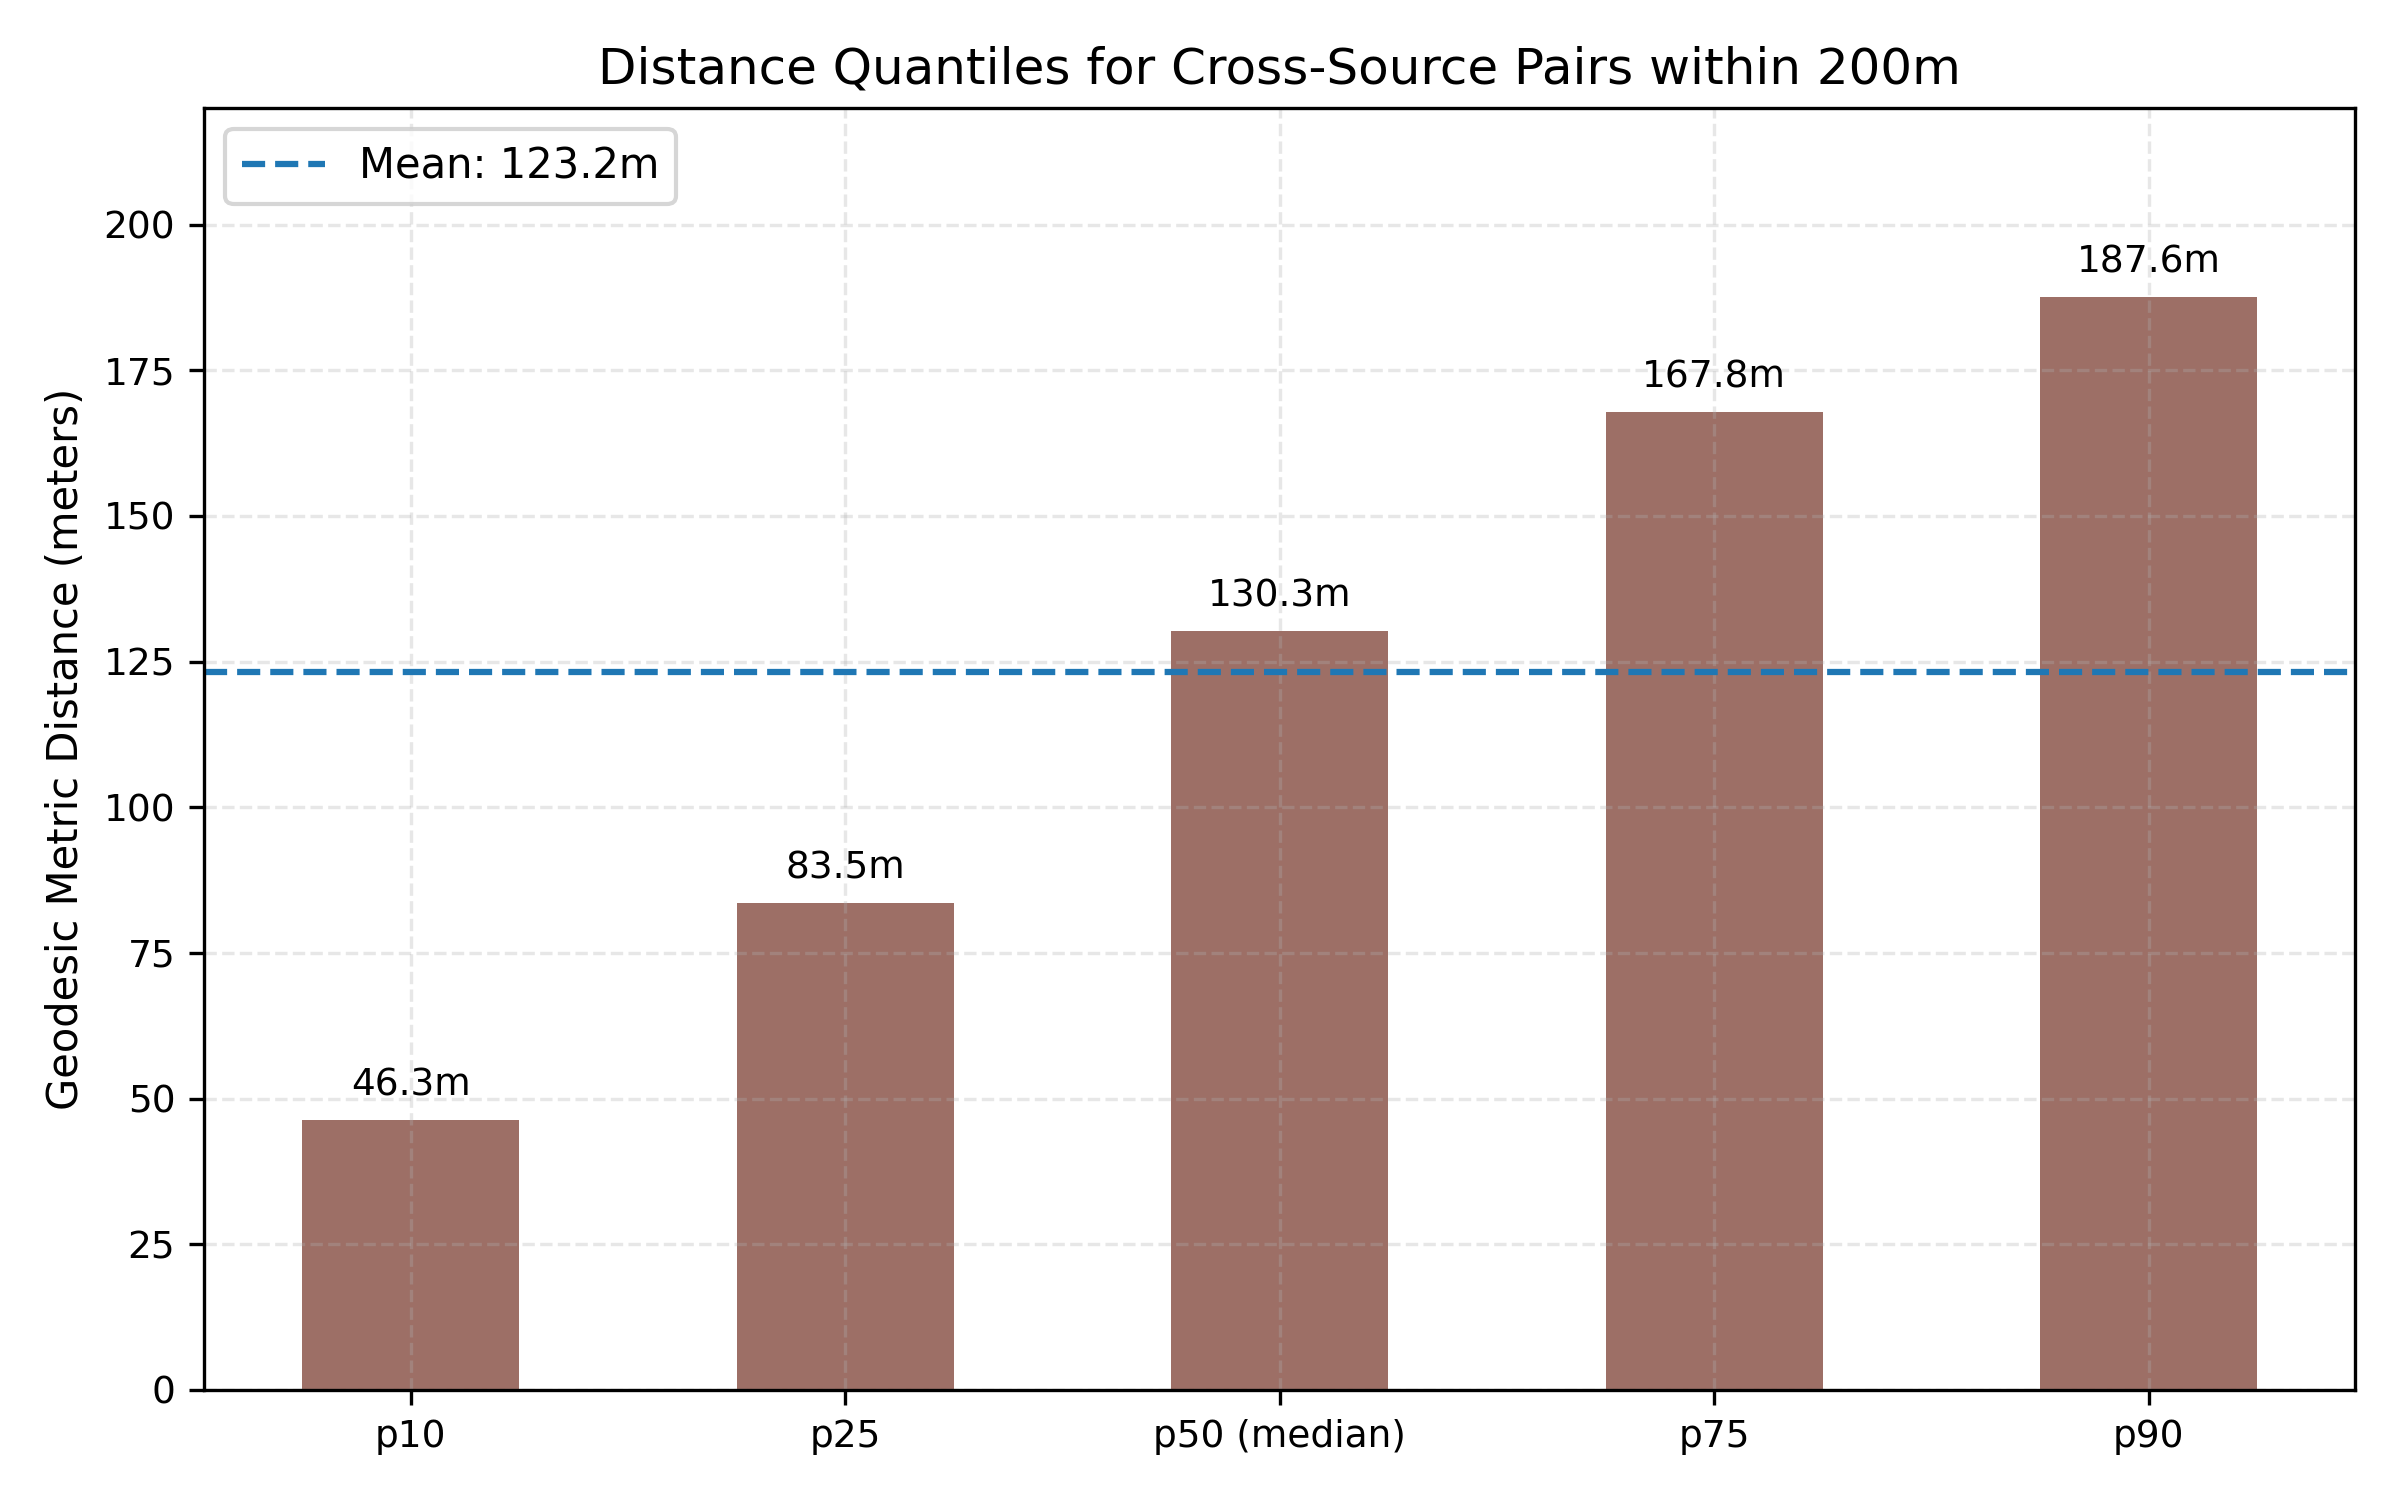 Distance Quantiles for Cross-Source Pairs within 200m
Mean: 123.2m
Geodesic Metric Distance (meters)
200
175
150
125
100
75
50
25
0
46.3m
83.5m
130.3m
167.8m
187.6m
p10
p25
p50 (median)
p75
p90